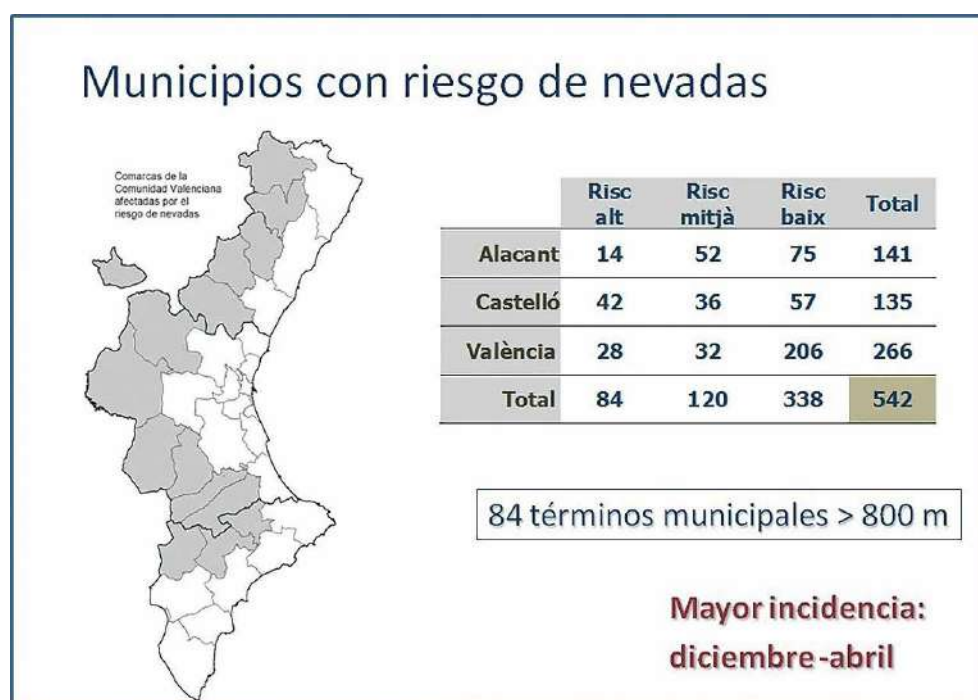 Municipios con riesgo de nevadas
Comarcas de la
Comunidad Valenciana
afectadas por el
riesgo de nevadas
Risc alt Risc mitjà Risc baix Total
Alacant 14 52 75 141
Castelló 42 36 57 135
València 28 32 206 266
Total 84 120 338 542
84 términos municipales > 800 m
Mayor incidencia:
diciembre-abril